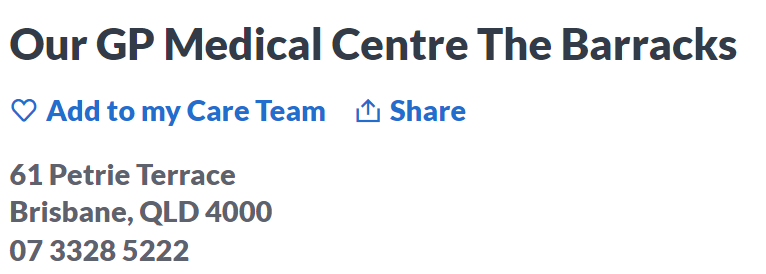 Our GP Medical Centre The Barracks
Add to my Care Team Share
61 Petrie Terrace
Brisbane, QLD 4000
07 3328 5222